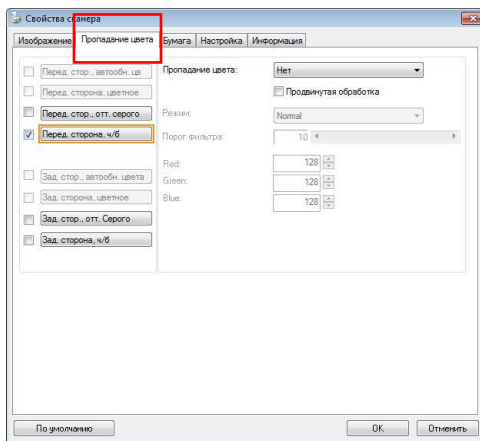 Свойства сканера
Изображение Пропадание цвета Бумага Настройка Информация
Перед. стор., автообн. цв
Перед. сторона, цветное
Перед. стор., отт. серого
Перед. сторона, ч/б
Зад. стор., автообн. цвета
Зад. сторона, цветное
Зад. стор., отт. Серого
Зад. сторона, ч/б
Пропадание цвета: Нет
Продвинутая обработка
Режим: Normal
Порог фильтра: 10
Red: 128
Green: 128
Blue: 128
По умолчанию OK Отменить